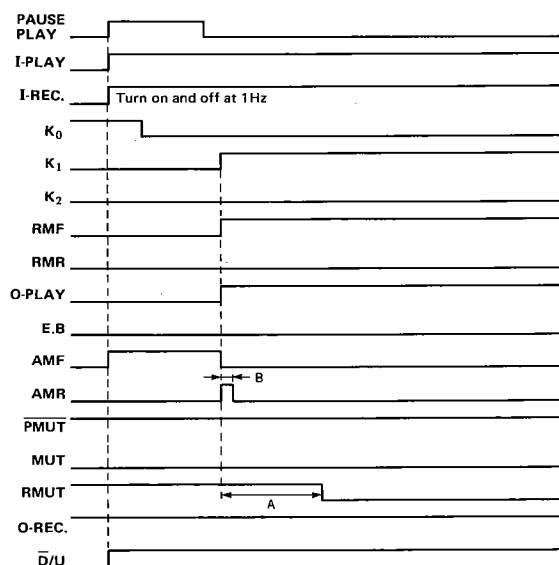 PAUSE
PLAY
I-PLAY
I-REC. Turn on and off at 1Hz
K0
K1
K2
RMF
RMR
O-PLAY
E.B
AMF
B
AMR
PMUT
MUT
RMUT
A
O-REC.
D/U